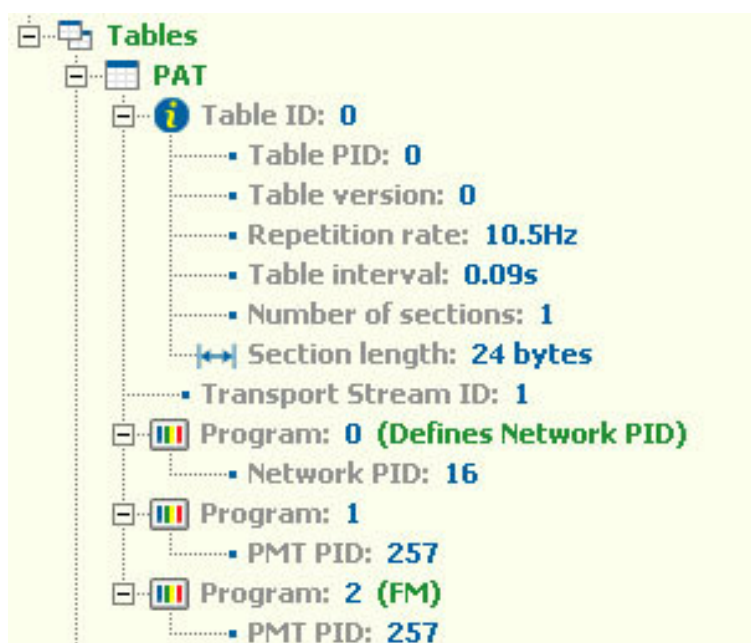 Tables
PAT
Table ID: 0
Table PID: 0
Table version: 0
Repetition rate: 10.5Hz
Table interval: 0.09s
Number of sections: 1
Section length: 24 bytes
Transport Stream ID: 1
Program: 0 (Defines Network PID)
Network PID: 16
Program: 1
PMT PID: 257
Program: 2 (FM)
PMT PID: 257